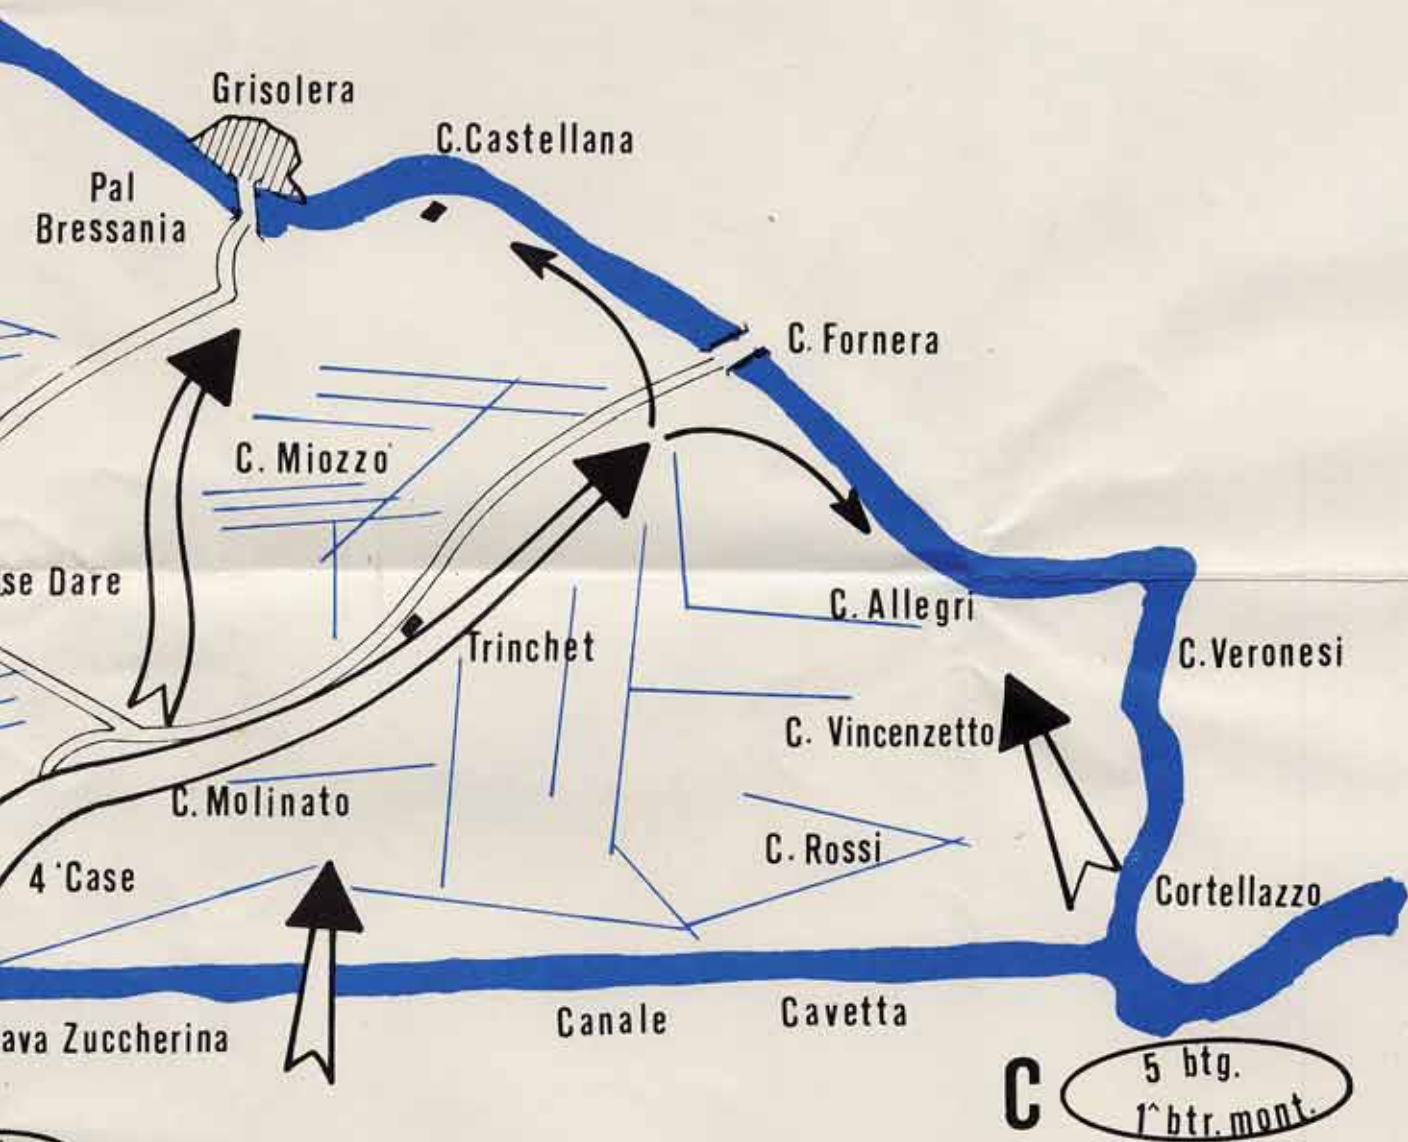 Grisolera
C.Castellana
Pal
Bressania
C. Fornera
C. Miozzo
se Dare
C. Allegri
Trinchet
C.Veronesi
C. Vincenzetto
C.Molinato
C. Rossi
4 Case
Cortellazzo
Canale Cavetta
ava Zuccherina
C
5 btg.
1^ btr. mont.